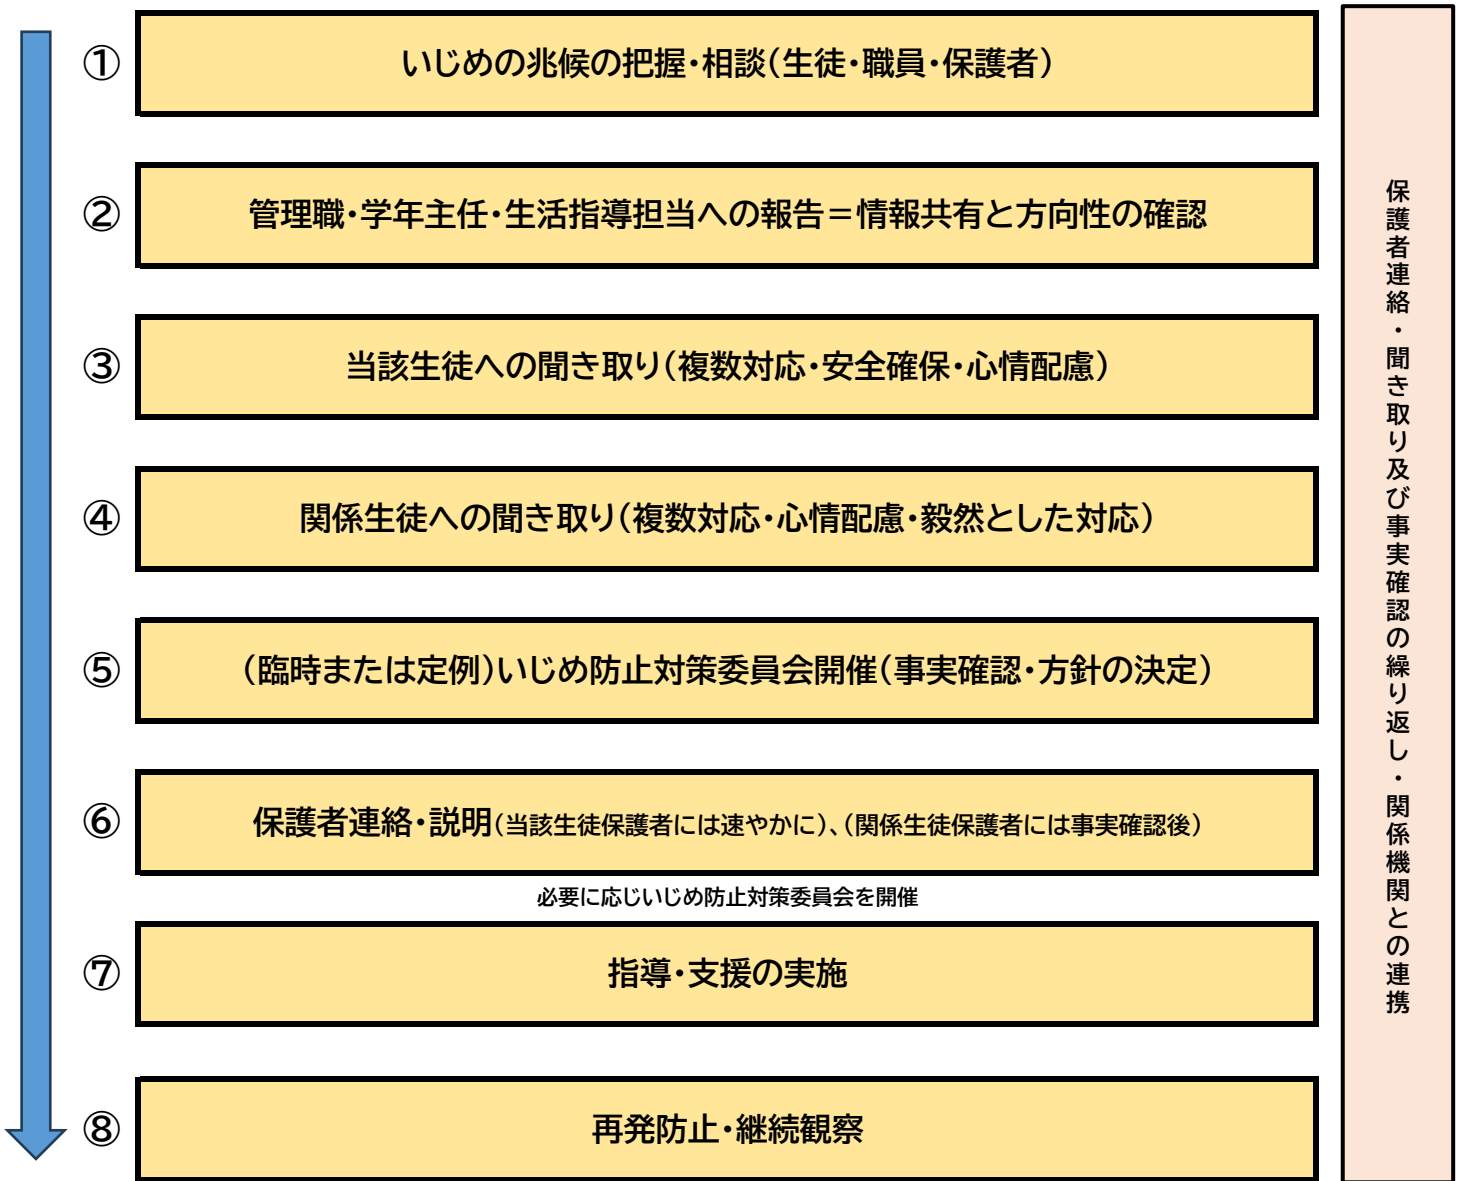 ①
いじめの兆候の把握・相談（生徒・職員・保護者）
②
管理職・学年主任・生活指導担当への報告＝情報共有と方向性の確認
③
当該生徒への聞き取り（複数対応・安全確保・心情配慮）
④
関係生徒への聞き取り（複数対応・心情配慮・毅然とした対応）
⑤
（臨時または定例）いじめ防止対策委員会開催（事実確認・方針の決定）
⑥
保護者連絡・説明（当該生徒保護者には速やかに）、（関係生徒保護者には事実確認後）
必要に応じいじめ防止対策委員会を開催
⑦
指導・支援の実施
⑧
再発防止・継続観察
保護者連絡・聞き取り及び事実確認の繰り返し・関係機関との連携